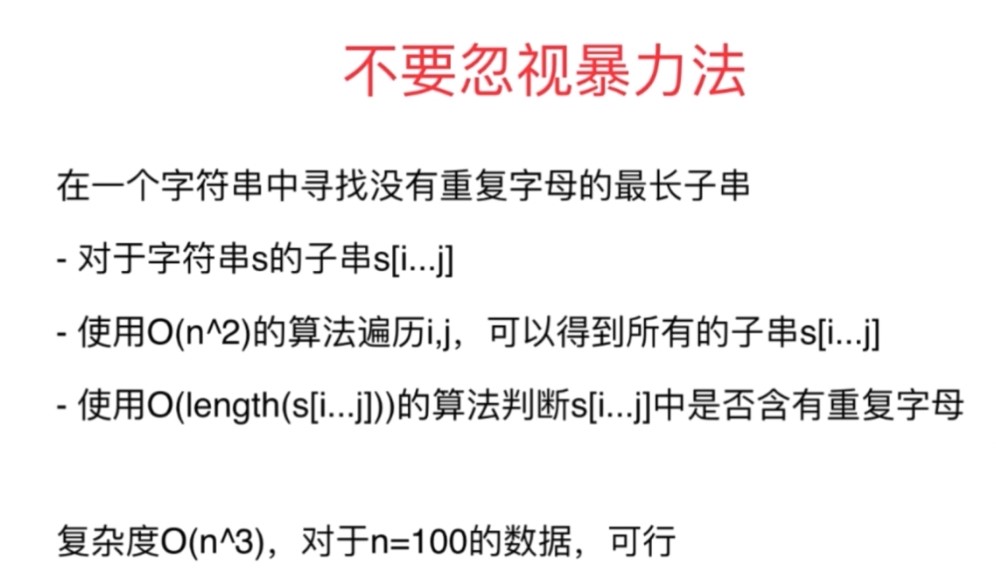 不要忽视暴力法
在一个字符串中寻找没有重复字母的最长子串
- 对于字符串s的子串s[i...j]
- 使用O(n^2)的算法遍历i,j，可以得到所有的子串s[i...j]
- 使用O(length(s[i...j]))的算法判断s[i...j]中是否含有重复字母
复杂度O(n^3)，对于n=100的数据，可行